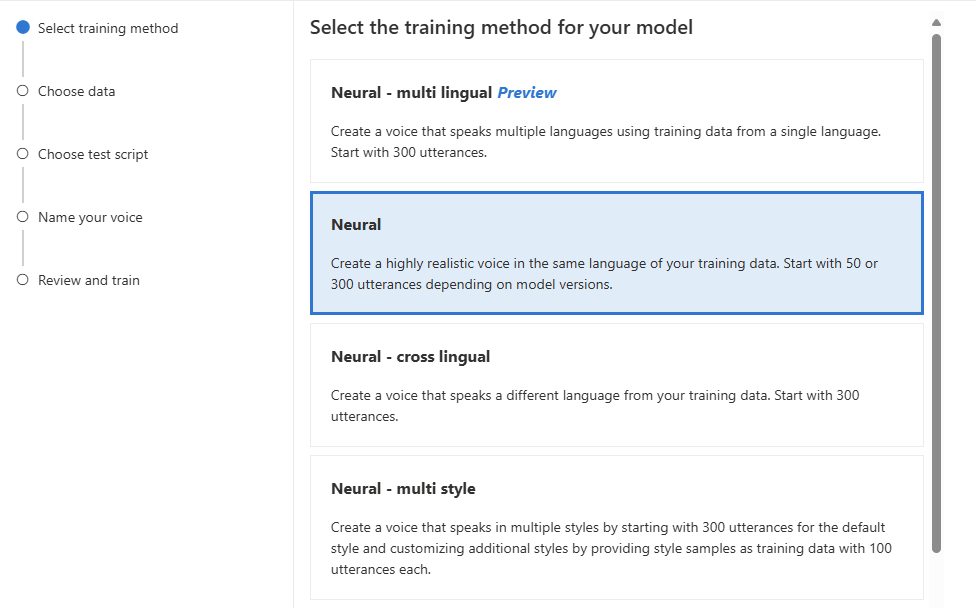 Select training method
Choose data
Choose test script
Name your voice
Review and train
Select the training method for your model
Neural - multi lingual Preview
Create a voice that speaks multiple languages using training data from a single language.
Start with 300 utterances.
Neural
Create a highly realistic voice in the same language of your training data. Start with 50 or
300 utterances depending on model versions.
Neural - cross lingual
Create a voice that speaks a different language from your training data. Start with 300
utterances.
Neural - multi style
Create a voice that speaks in multiple styles by starting with 300 utterances for the default
style and customizing additional styles by providing style samples as training data with 100
utterances each.